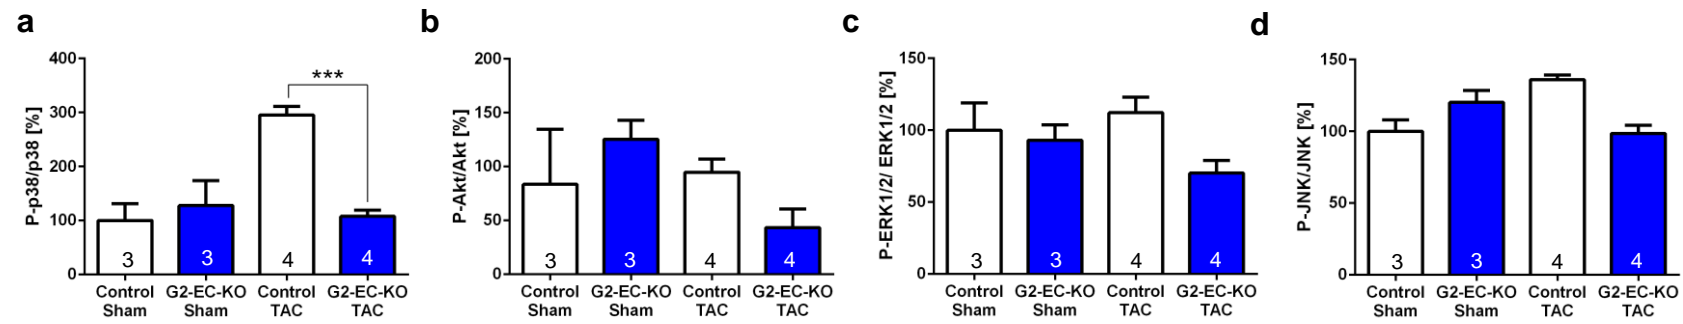 a
P-p38/p38 [%]
400
300
200
100
0
***
3
3
4
4
Control Sham
G2-EC-KO Sham
Control TAC
G2-EC-KO TAC
b
P-Akt/Akt [%]
200
150
100
50
0
3
3
4
4
Control Sham
G2-EC-KO Sham
Control TAC
G2-EC-KO TAC
c
P-ERK1/2/ ERK1/2 [%]
150
100
50
0
3
3
4
4
Control Sham
G2-EC-KO Sham
Control TAC
G2-EC-KO TAC
d
P-JNK/JNK [%]
150
100
50
0
3
3
4
4
Control Sham
G2-EC-KO Sham
Control TAC
G2-EC-KO TAC